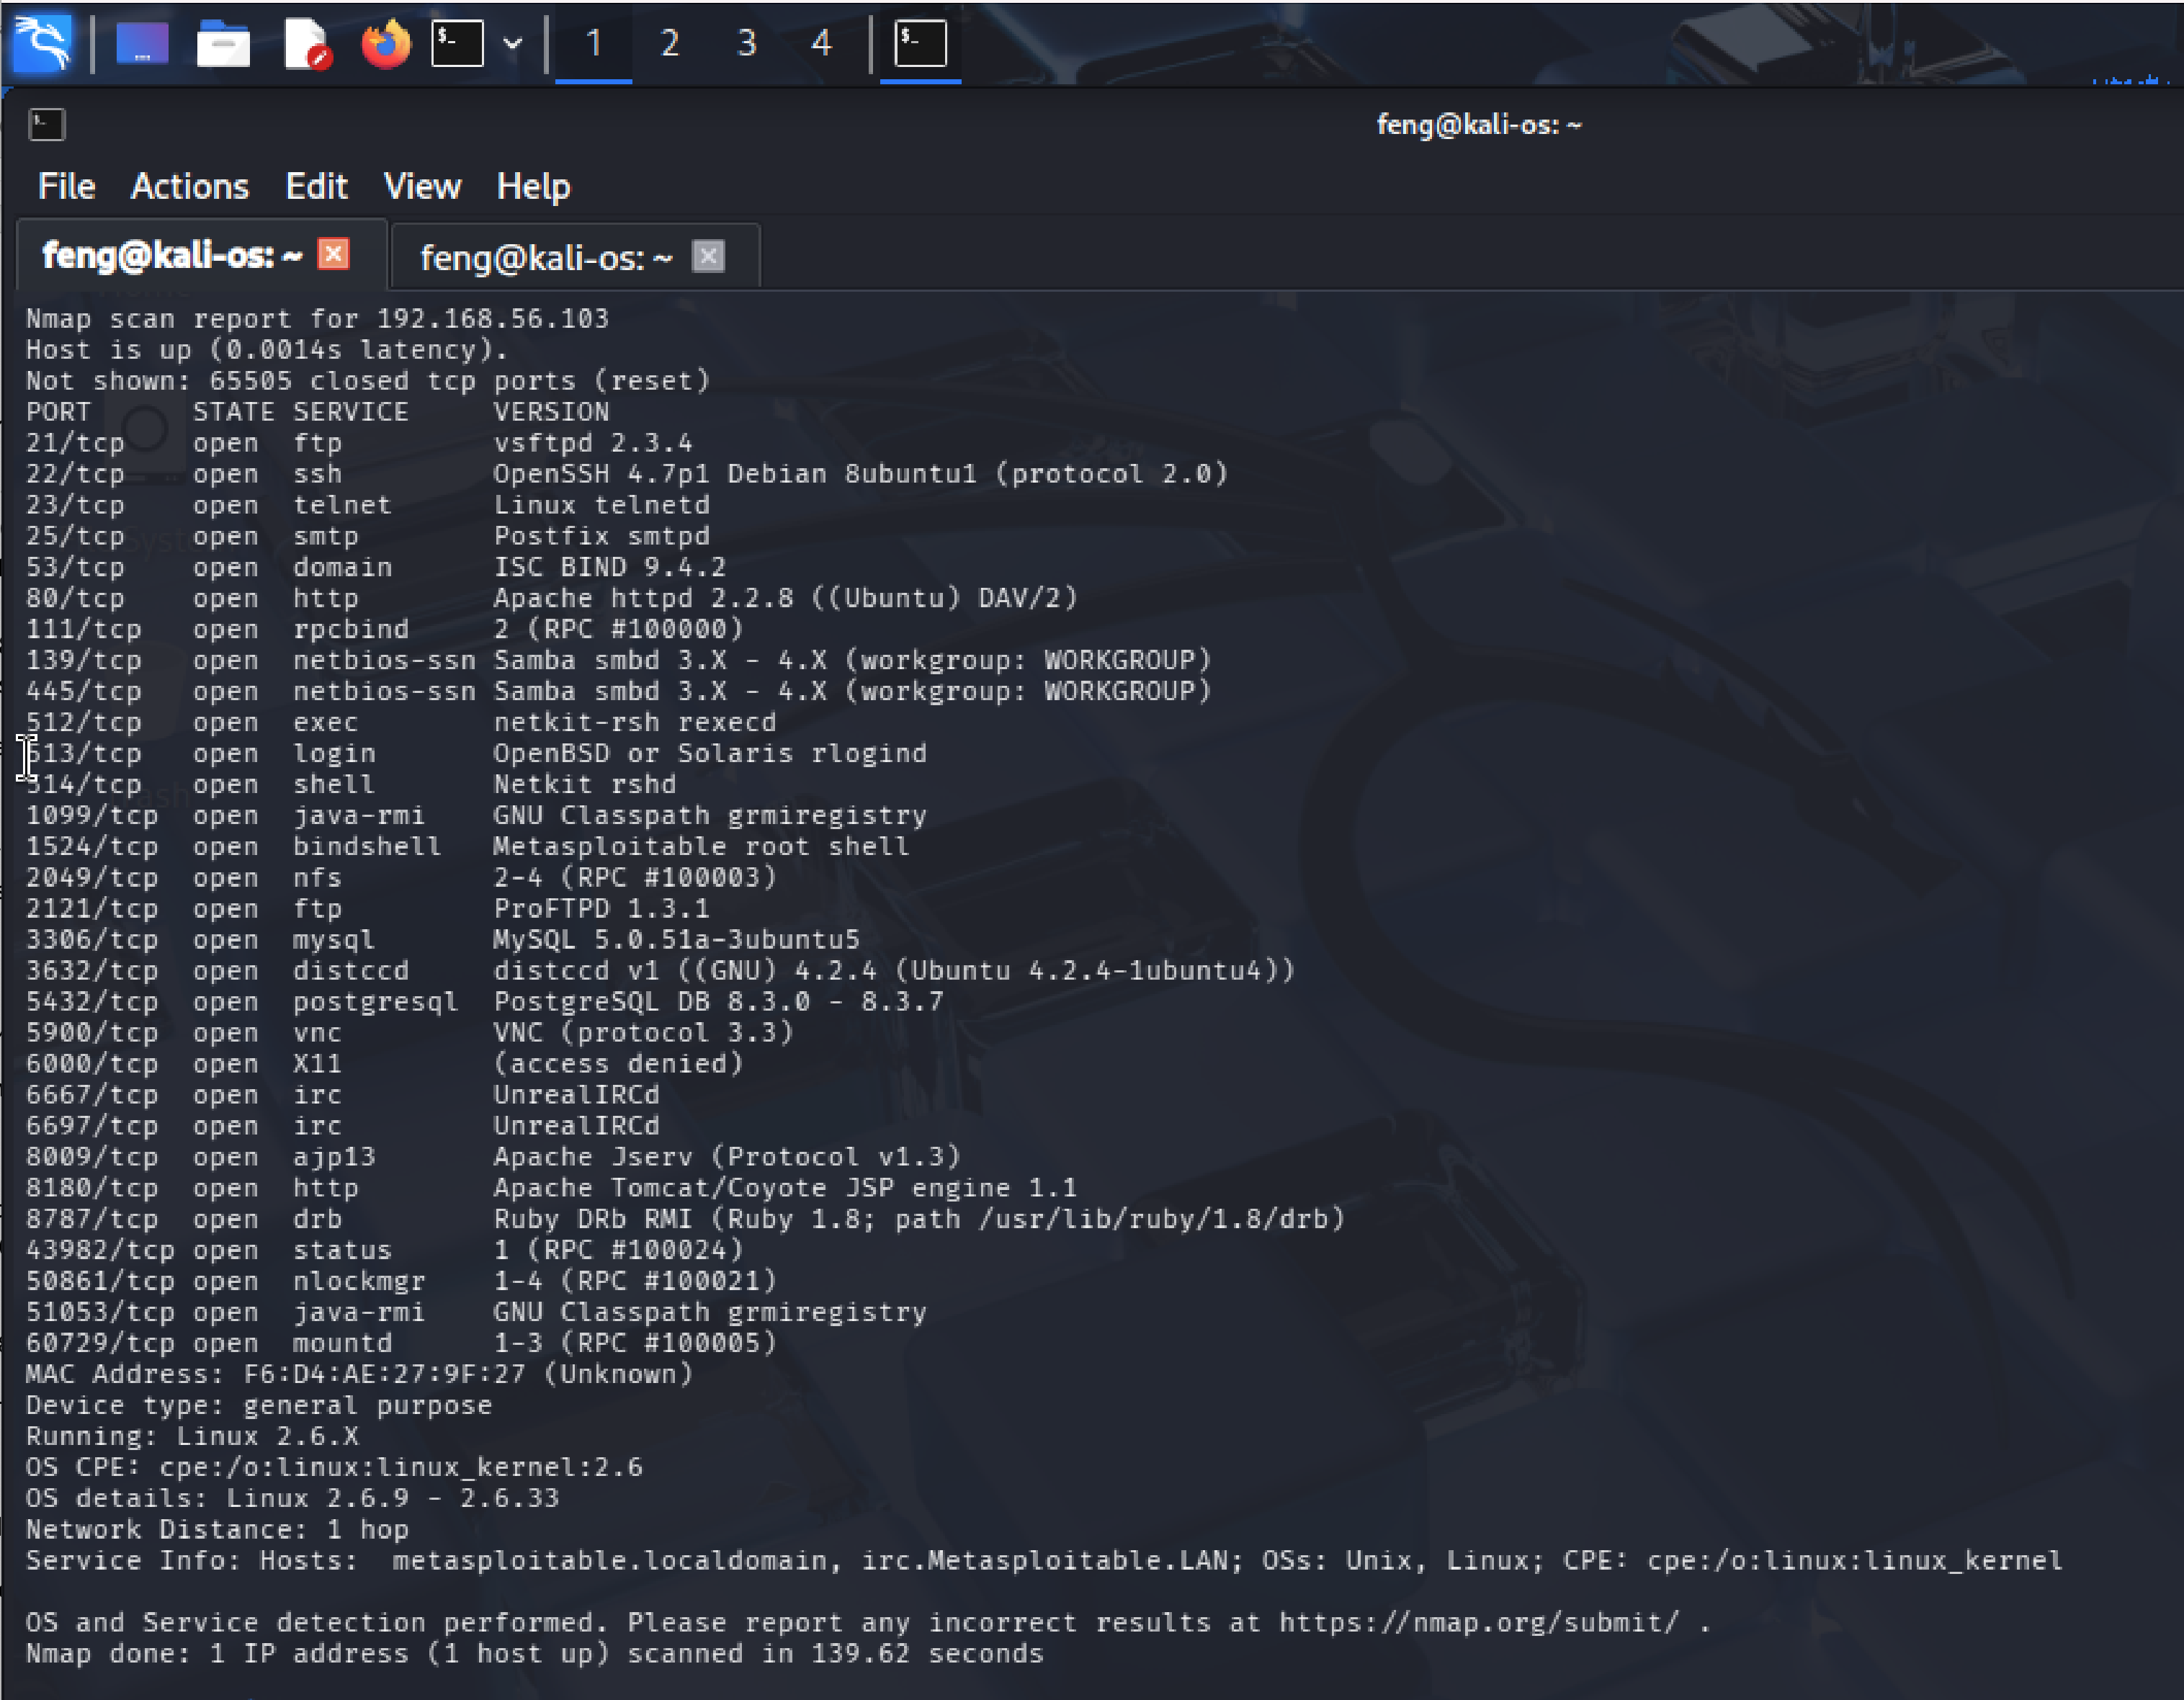 1 2 3 4
feng@kali-os: ~
File Actions Edit View Help
feng@kali-os: ~ feng@kali-os: ~
Nmap scan report for 192.168.56.103
Host is up (0.0014s latency).
Not shown: 65505 closed tcp ports (reset)
PORT      STATE SERVICE     VERSION
21/tcp    open  ftp         vsftpd 2.3.4
22/tcp    open  ssh         OpenSSH 4.7p1 Debian 8ubuntu1 (protocol 2.0)
23/tcp    open  telnet      Linux telnetd
25/tcp    open  smtp        Postfix smtpd
53/tcp    open  domain      ISC BIND 9.4.2
80/tcp    open  http        Apache httpd 2.2.8 ((Ubuntu) DAV/2)
111/tcp   open  rpcbind     2 (RPC #100000)
139/tcp   open  netbios-ssn Samba smbd 3.X - 4.X (workgroup: WORKGROUP)
445/tcp   open  netbios-ssn Samba smbd 3.X - 4.X (workgroup: WORKGROUP)
512/tcp   open  exec        netkit-rsh rexecd
513/tcp   open  login       OpenBSD or Solaris rlogind
514/tcp   open  shell       Netkit rshd
1099/tcp  open  java-rmi    GNU Classpath grmiregistry
1524/tcp  open  bindshell   Metasploitable root shell
2049/tcp  open  nfs         2-4 (RPC #100003)
2121/tcp  open  ftp         ProFTPD 1.3.1
3306/tcp  open  mysql       MySQL 5.0.51a-3ubuntu5
3632/tcp  open  distccd     distccd v1 ((GNU) 4.2.4 (Ubuntu 4.2.4-1ubuntu4))
5432/tcp  open  postgresql  PostgreSQL DB 8.3.0 - 8.3.7
5900/tcp  open  vnc         VNC (protocol 3.3)
6000/tcp  open  X11         (access denied)
6667/tcp  open  irc         UnrealIRCd
6697/tcp  open  irc         UnrealIRCd
8009/tcp  open  ajp13       Apache Jserv (Protocol v1.3)
8180/tcp  open  http        Apache Tomcat/Coyote JSP engine 1.1
8787/tcp  open  drb         Ruby DRb RMI (Ruby 1.8; path /usr/lib/ruby/1.8/drb)
43982/tcp open  status      1 (RPC #100024)
50861/tcp open  nlockmgr    1-4 (RPC #100021)
51053/tcp open  java-rmi    GNU Classpath grmiregistry
60729/tcp open  mountd      1-3 (RPC #100005)
MAC Address: F6:D4:AE:27:9F:27 (Unknown)
Device type: general purpose
Running: Linux 2.6.X
OS CPE: cpe:/o:linux:linux_kernel:2.6
OS details: Linux 2.6.9 - 2.6.33
Network Distance: 1 hop
Service Info: Hosts:  metasploitable.localdomain, irc.Metasploitable.LAN; OSs: Unix, Linux; CPE: cpe:/o:linux:linux_kernel
OS and Service detection performed. Please report any incorrect results at https://nmap.org/submit/ .
Nmap done: 1 IP address (1 host up) scanned in 139.62 seconds